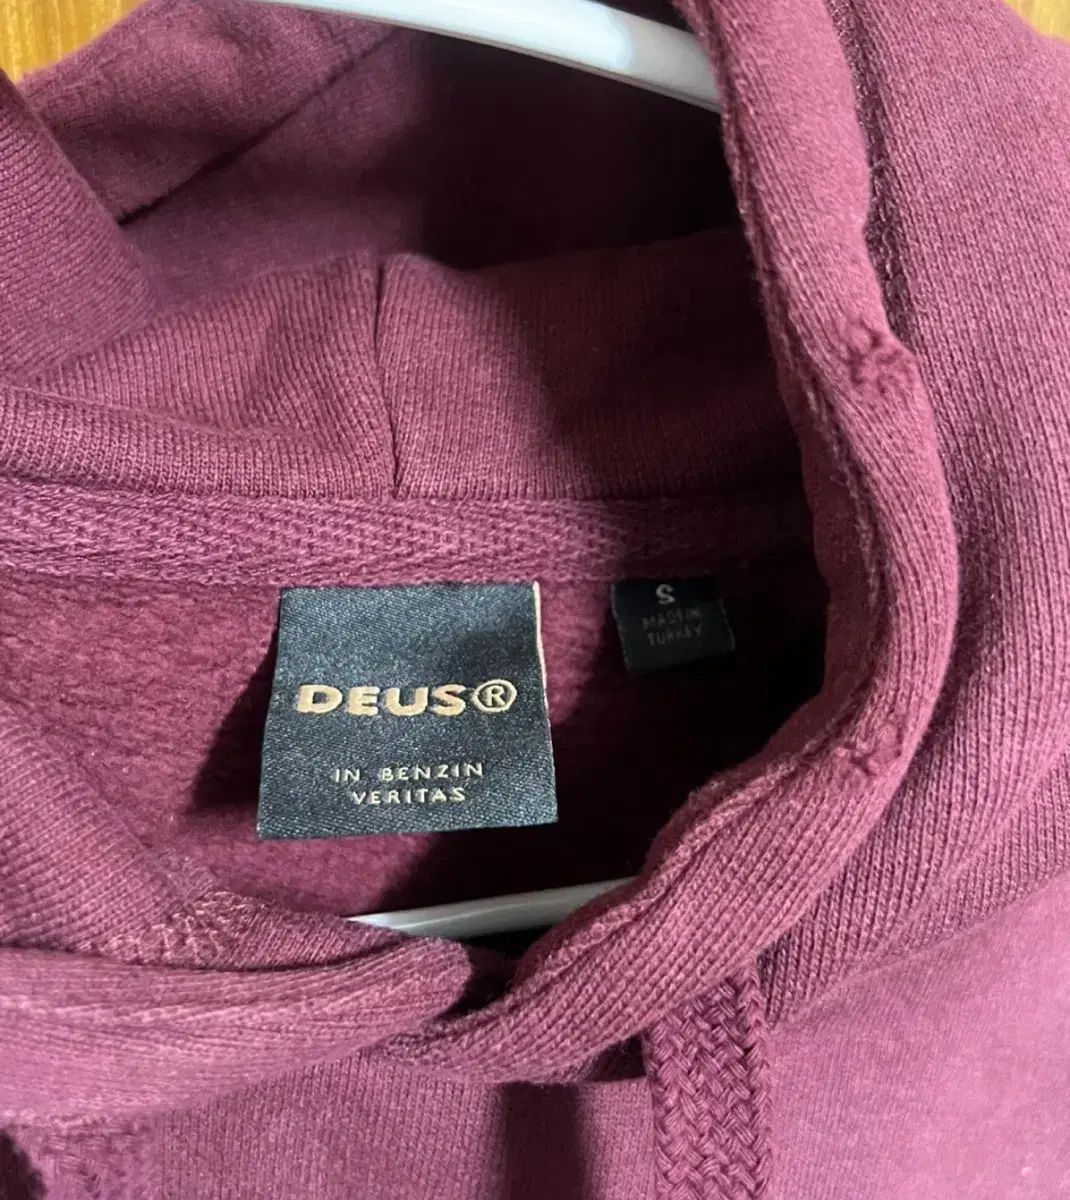 DEUS®
IN BENZIN
VERITAS
S
MADE IN
TURKEY